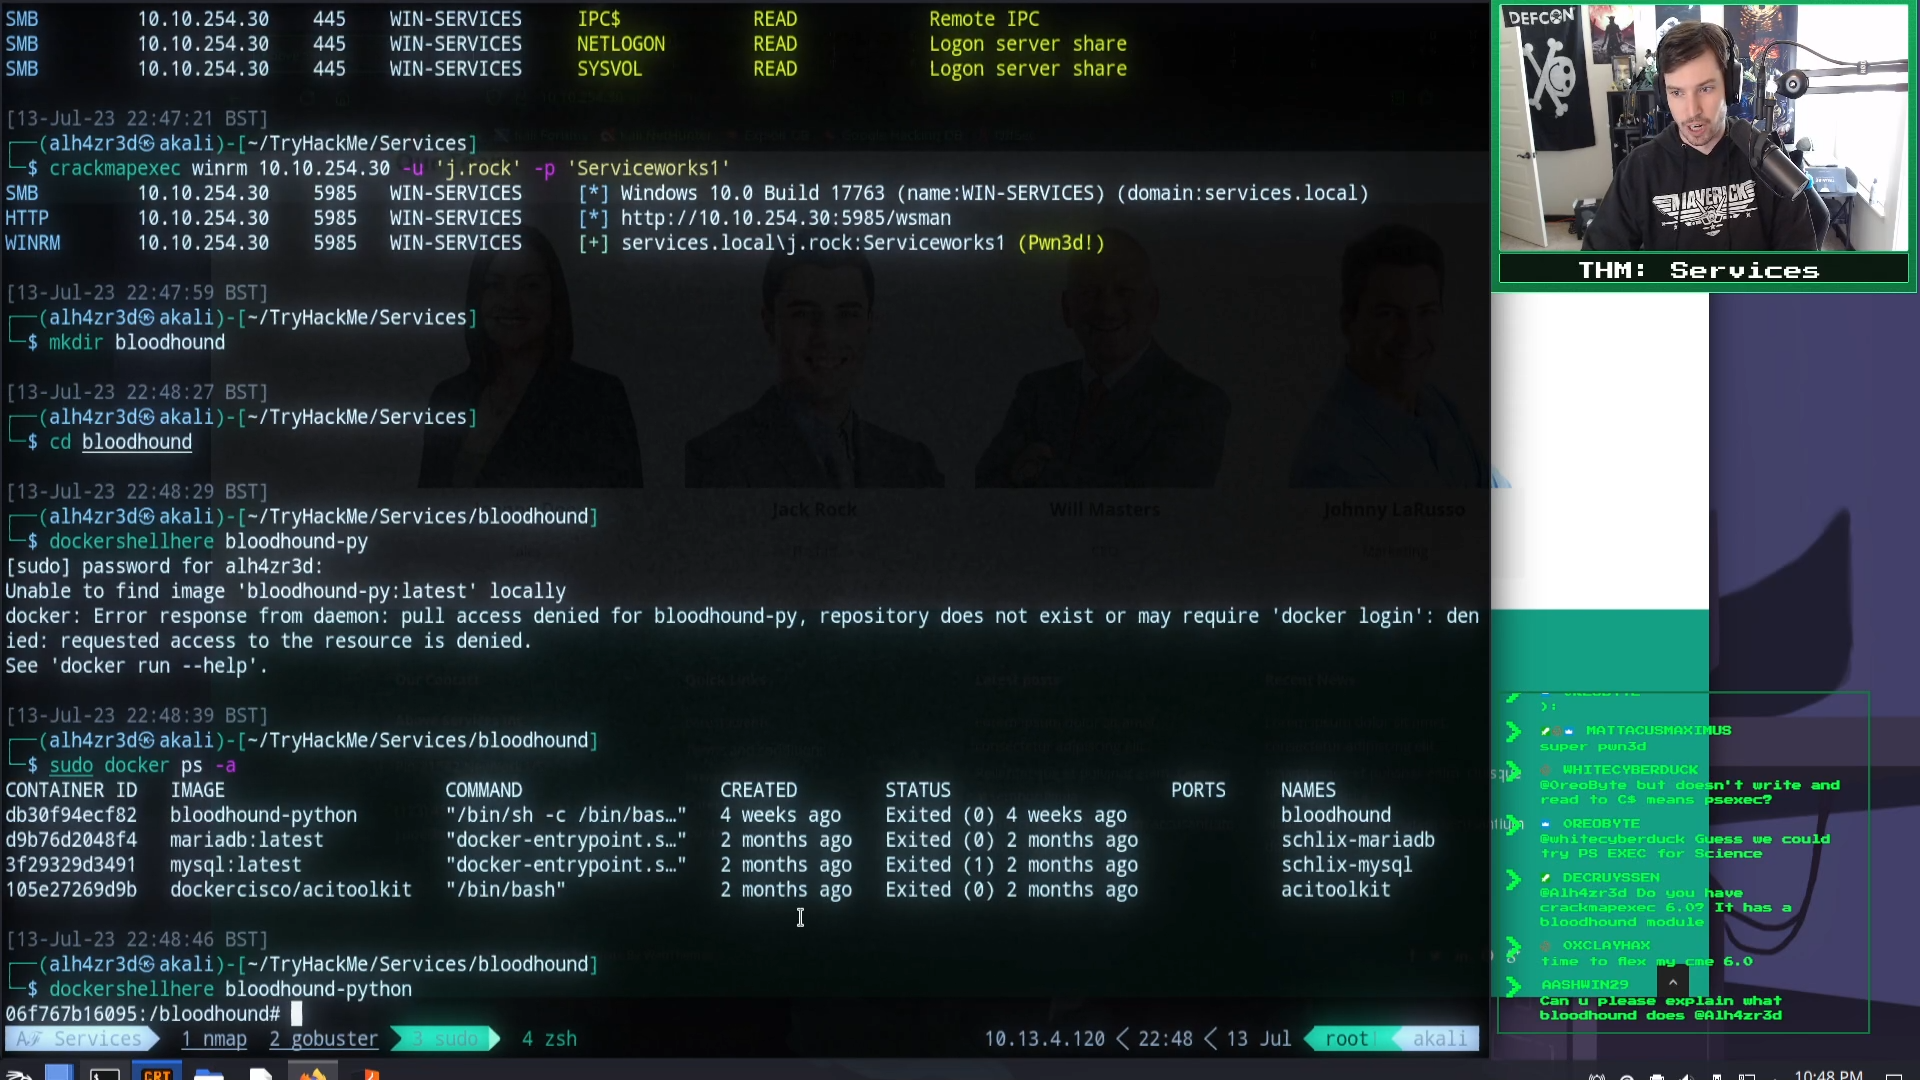 SMB 10.10.254.30 445 WIN-SERVICES IPC$ READ Remote IPC
SMB 10.10.254.30 445 WIN-SERVICES NETLOGON READ Logon server share
SMB 10.10.254.30 445 WIN-SERVICES SYSVOL READ Logon server share
[13-Jul-23 22:47:21 BST]
┌──(alh4zr3d㉿akali)-[~/TryHackMe/Services]
└─$ crackmapexec winrm 10.10.254.30 -u 'j.rock' -p 'Serviceworks1'
SMB 10.10.254.30 5985 WIN-SERVICES [*] Windows 10.0 Build 17763 (name:WIN-SERVICES) (domain:services.local)
HTTP 10.10.254.30 5985 WIN-SERVICES [*] http://10.10.254.30:5985/wsman
WINRM 10.10.254.30 5985 WIN-SERVICES [+] services.local\j.rock:Serviceworks1 (Pwn3d!)
[13-Jul-23 22:47:59 BST]
┌──(alh4zr3d㉿akali)-[~/TryHackMe/Services]
└─$ mkdir bloodhound
[13-Jul-23 22:48:27 BST]
┌──(alh4zr3d㉿akali)-[~/TryHackMe/Services]
└─$ cd bloodhound
[13-Jul-23 22:48:29 BST]
┌──(alh4zr3d㉿akali)-[~/TryHackMe/Services/bloodhound]
└─$ dockershellhere bloodhound-py
[sudo] password for alh4zr3d:
Unable to find image 'bloodhound-py:latest' locally
docker: Error response from daemon: pull access denied for bloodhound-py, repository does not exist or may require 'docker login': den
ied: requested access to the resource is denied.
See 'docker run --help'.
[13-Jul-23 22:48:39 BST]
┌──(alh4zr3d㉿akali)-[~/TryHackMe/Services/bloodhound]
└─$ sudo docker ps -a
CONTAINER ID IMAGE COMMAND CREATED STATUS PORTS NAMES
db30f94ecf82 bloodhound-python "/bin/sh -c /bin/bas…" 4 weeks ago Exited (0) 4 weeks ago bloodhound
d9b76d2048f4 mariadb:latest "docker-entrypoint.s…" 2 months ago Exited (0) 2 months ago schlix-mariadb
3f29329d3491 mysql:latest "docker-entrypoint.s…" 2 months ago Exited (1) 2 months ago schlix-mysql
105e27269d9b dockercisco/acitoolkit "/bin/bash" 2 months ago Exited (0) 2 months ago acitoolkit
[13-Jul-23 22:48:46 BST]
┌──(alh4zr3d㉿akali)-[~/TryHackMe/Services/bloodhound]
└─$ dockershellhere bloodhound-python
06f767b16095:/bloodhound#
Services 1 nmap 2 gobuster 3 sudo 4 zsh 10.13.4.120 22:48 13 Jul root akali
Jack Rock
Will Masters
Johnny LaRusso
DEFCON
MAVERICK
THM: Services
):
MATTACUSMAXIMUS
super pwn3d
WHITECYBERDUCK
@OreoByte but doesn't write and
read to C$ means psexec?
OREOBYTE
@whitecyberduck Guess we could
try PS EXEC for Science
DECRUYSSEN
@Alh4zr3d Do you have
crackmapexec 6.0? It has a
bloodhound module
0XCLAYHAX
time to flex my cme 6.0
AASHWIN29
Can u please explain what
bloodhound does @Alh4zr3d
CRT
10:48 PM